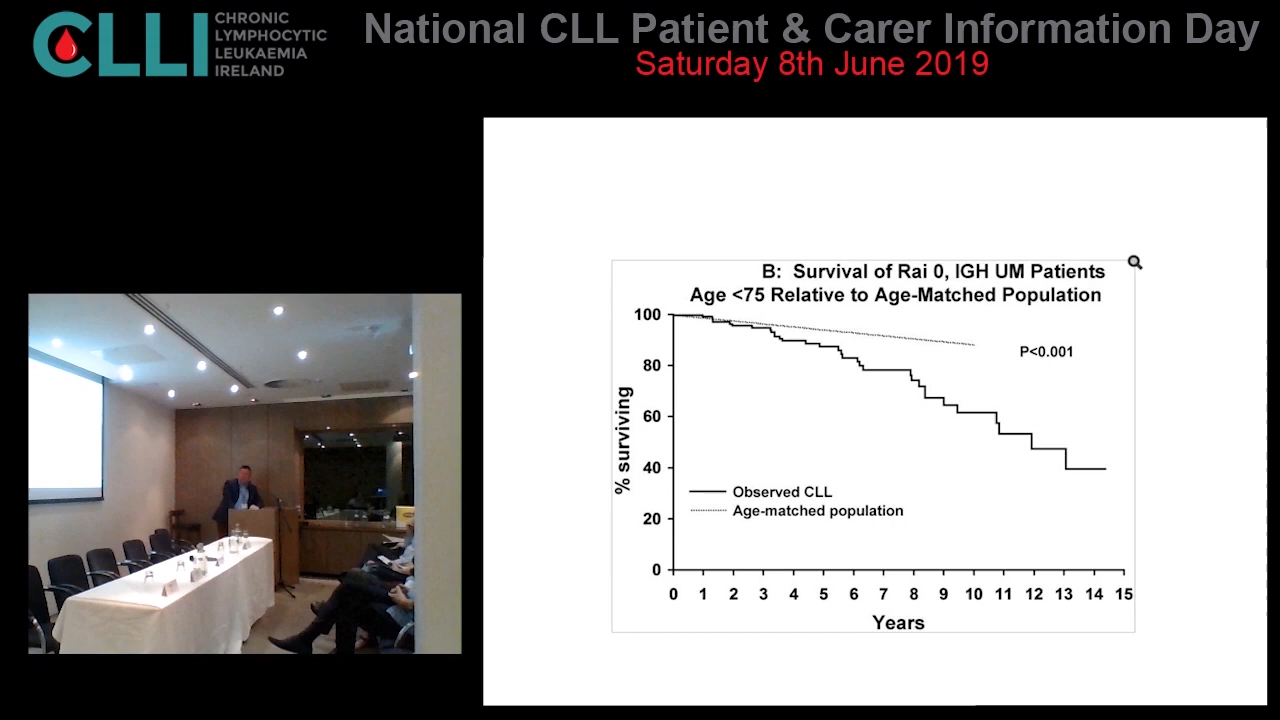 CLLI
CHRONIC
LYMPHOCYTIC
LEUKAEMIA
IRELAND
National CLL Patient & Carer Information Day
Saturday 8th June 2019
B: Survival of Rai 0, IGH UM Patients
Age <75 Relative to Age-Matched Population
100
80
60
40
20
0
% surviving
P<0.001
Observed CLL
Age-matched population
0 1 2 3 4 5 6 7 8 9 10 11 12 13 14 15
Years